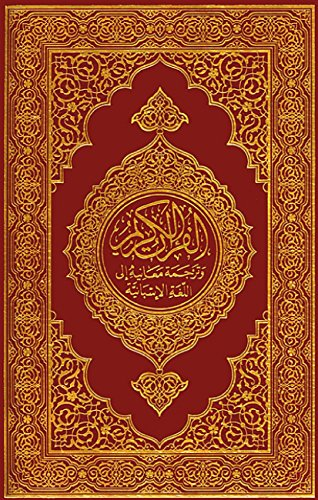 القرآن الكريم
وترجمة معانيه إلى
اللغة الإسبانية